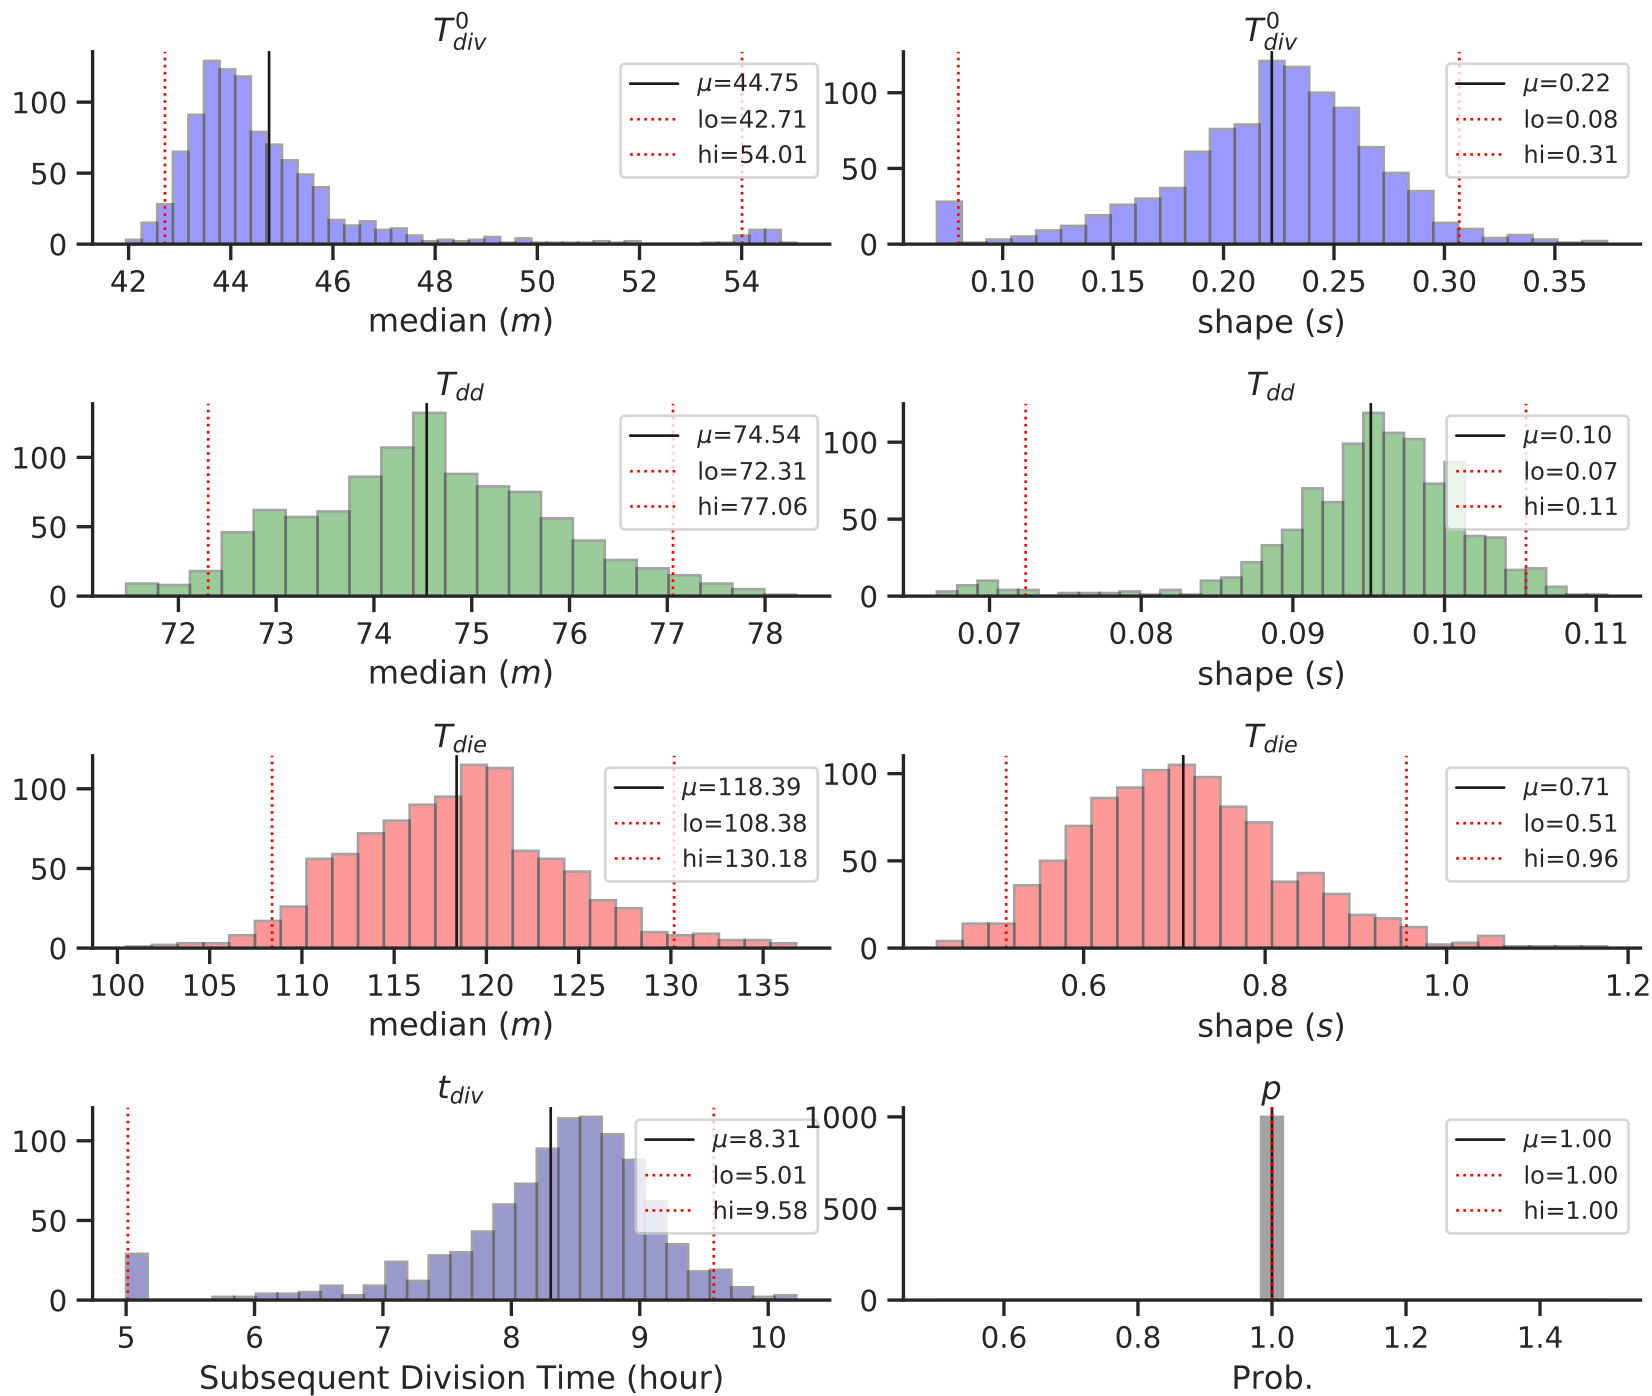 T⁰div
μ=44.75
lo=42.71
hi=54.01
100
50
0
42 44 46 48 50 52 54
median (m)
T⁰div
μ=0.22
lo=0.08
hi=0.31
100
50
0
0.10 0.15 0.20 0.25 0.30 0.35
shape (s)
Tdd
μ=74.54
lo=72.31
hi=77.06
100
50
0
72 73 74 75 76 77 78
median (m)
Tdd
μ=0.10
lo=0.07
hi=0.11
100
50
0
0.07 0.08 0.09 0.10 0.11
shape (s)
Tdie
μ=118.39
lo=108.38
hi=130.18
100
50
0
100 105 110 115 120 125 130 135
median (m)
Tdie
μ=0.71
lo=0.51
hi=0.96
100
50
0
0.6 0.8 1.0 1.2
shape (s)
tdiv
μ=8.31
lo=5.01
hi=9.58
100
50
0
5 6 7 8 9 10
Subsequent Division Time (hour)
p
μ=1.00
lo=1.00
hi=1.00
1000
500
0
0.6 0.8 1.0 1.2 1.4
Prob.